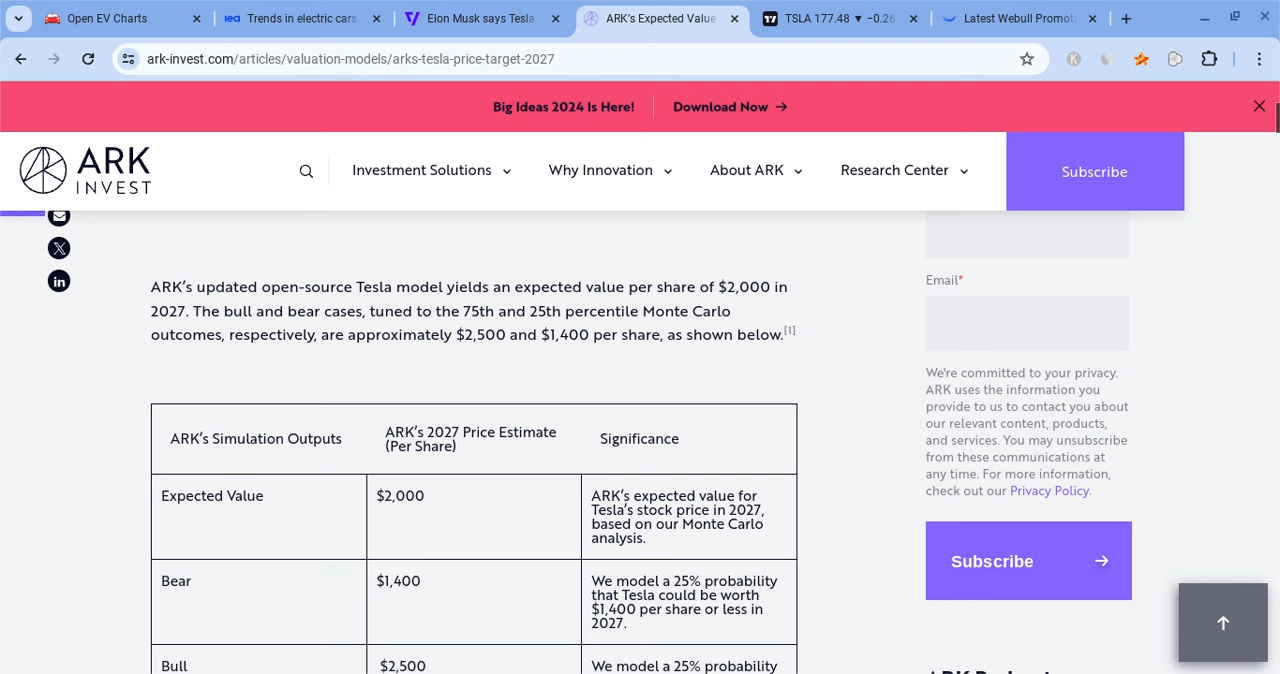 Open EV Charts
Trends in electric cars
Elon Musk says Tesla
ARK's Expected Value
TSLA 177.48 ▼ −0.26
Latest Webull Promoti
ark-invest.com/articles/valuation-models/arks-tesla-price-target-2027
Big Ideas 2024 Is Here!
Download Now →
ARK
INVEST
Investment Solutions
Why Innovation
About ARK
Research Center
Subscribe
ARK's updated open-source Tesla model yields an expected value per share of $2,000 in
2027. The bull and bear cases, tuned to the 75th and 25th percentile Monte Carlo
outcomes, respectively, are approximately $2,500 and $1,400 per share, as shown below.[1]
ARK's Simulation Outputs
ARK's 2027 Price Estimate
(Per Share)
Significance
Expected Value
$2,000
ARK's expected value for
Tesla's stock price in 2027,
based on our Monte Carlo
analysis.
Bear
$1,400
We model a 25% probability
that Tesla could be worth
$1,400 per share or less in
2027.
Bull
$2,500
We model a 25% probability
Email*
We're committed to your privacy.
ARK uses the information you
provide to us to contact you about
our relevant content, products,
and services. You may unsubscribe
from these communications at
any time. For more information,
check out our Privacy Policy.
Subscribe →